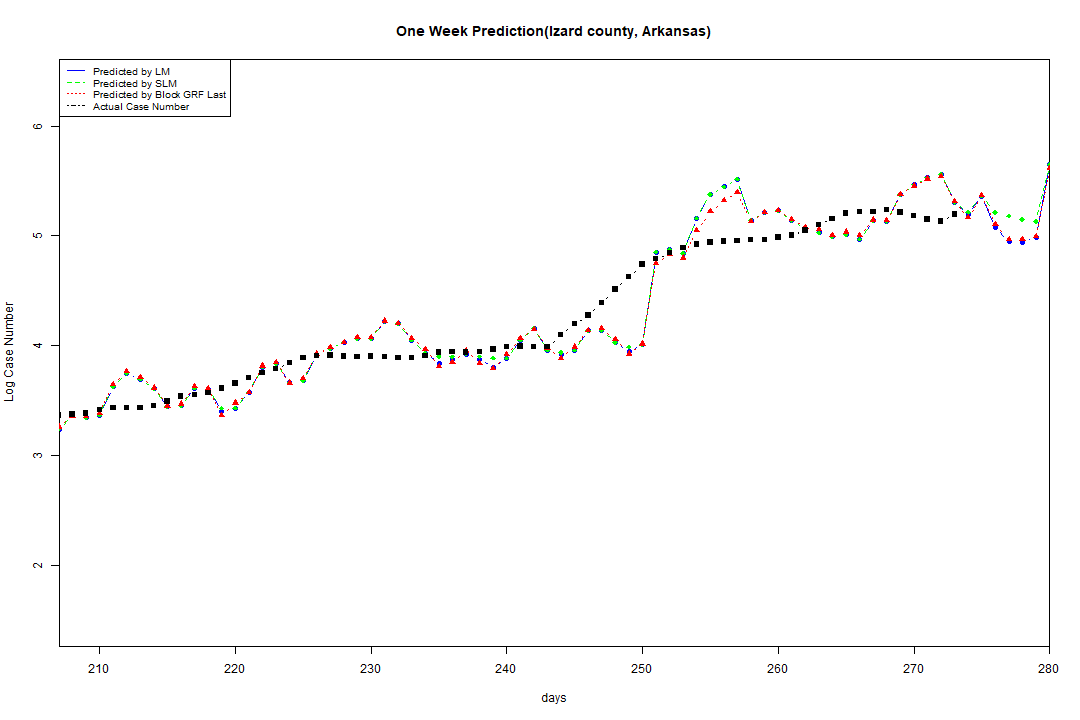 One Week Prediction(Izard county, Arkansas)
Predicted by LM
Predicted by SLM
Predicted by Block GRF Last
Actual Case Number
6
5
4
3
2
Log Case Number
210 220 230 240 250 260 270 280
days